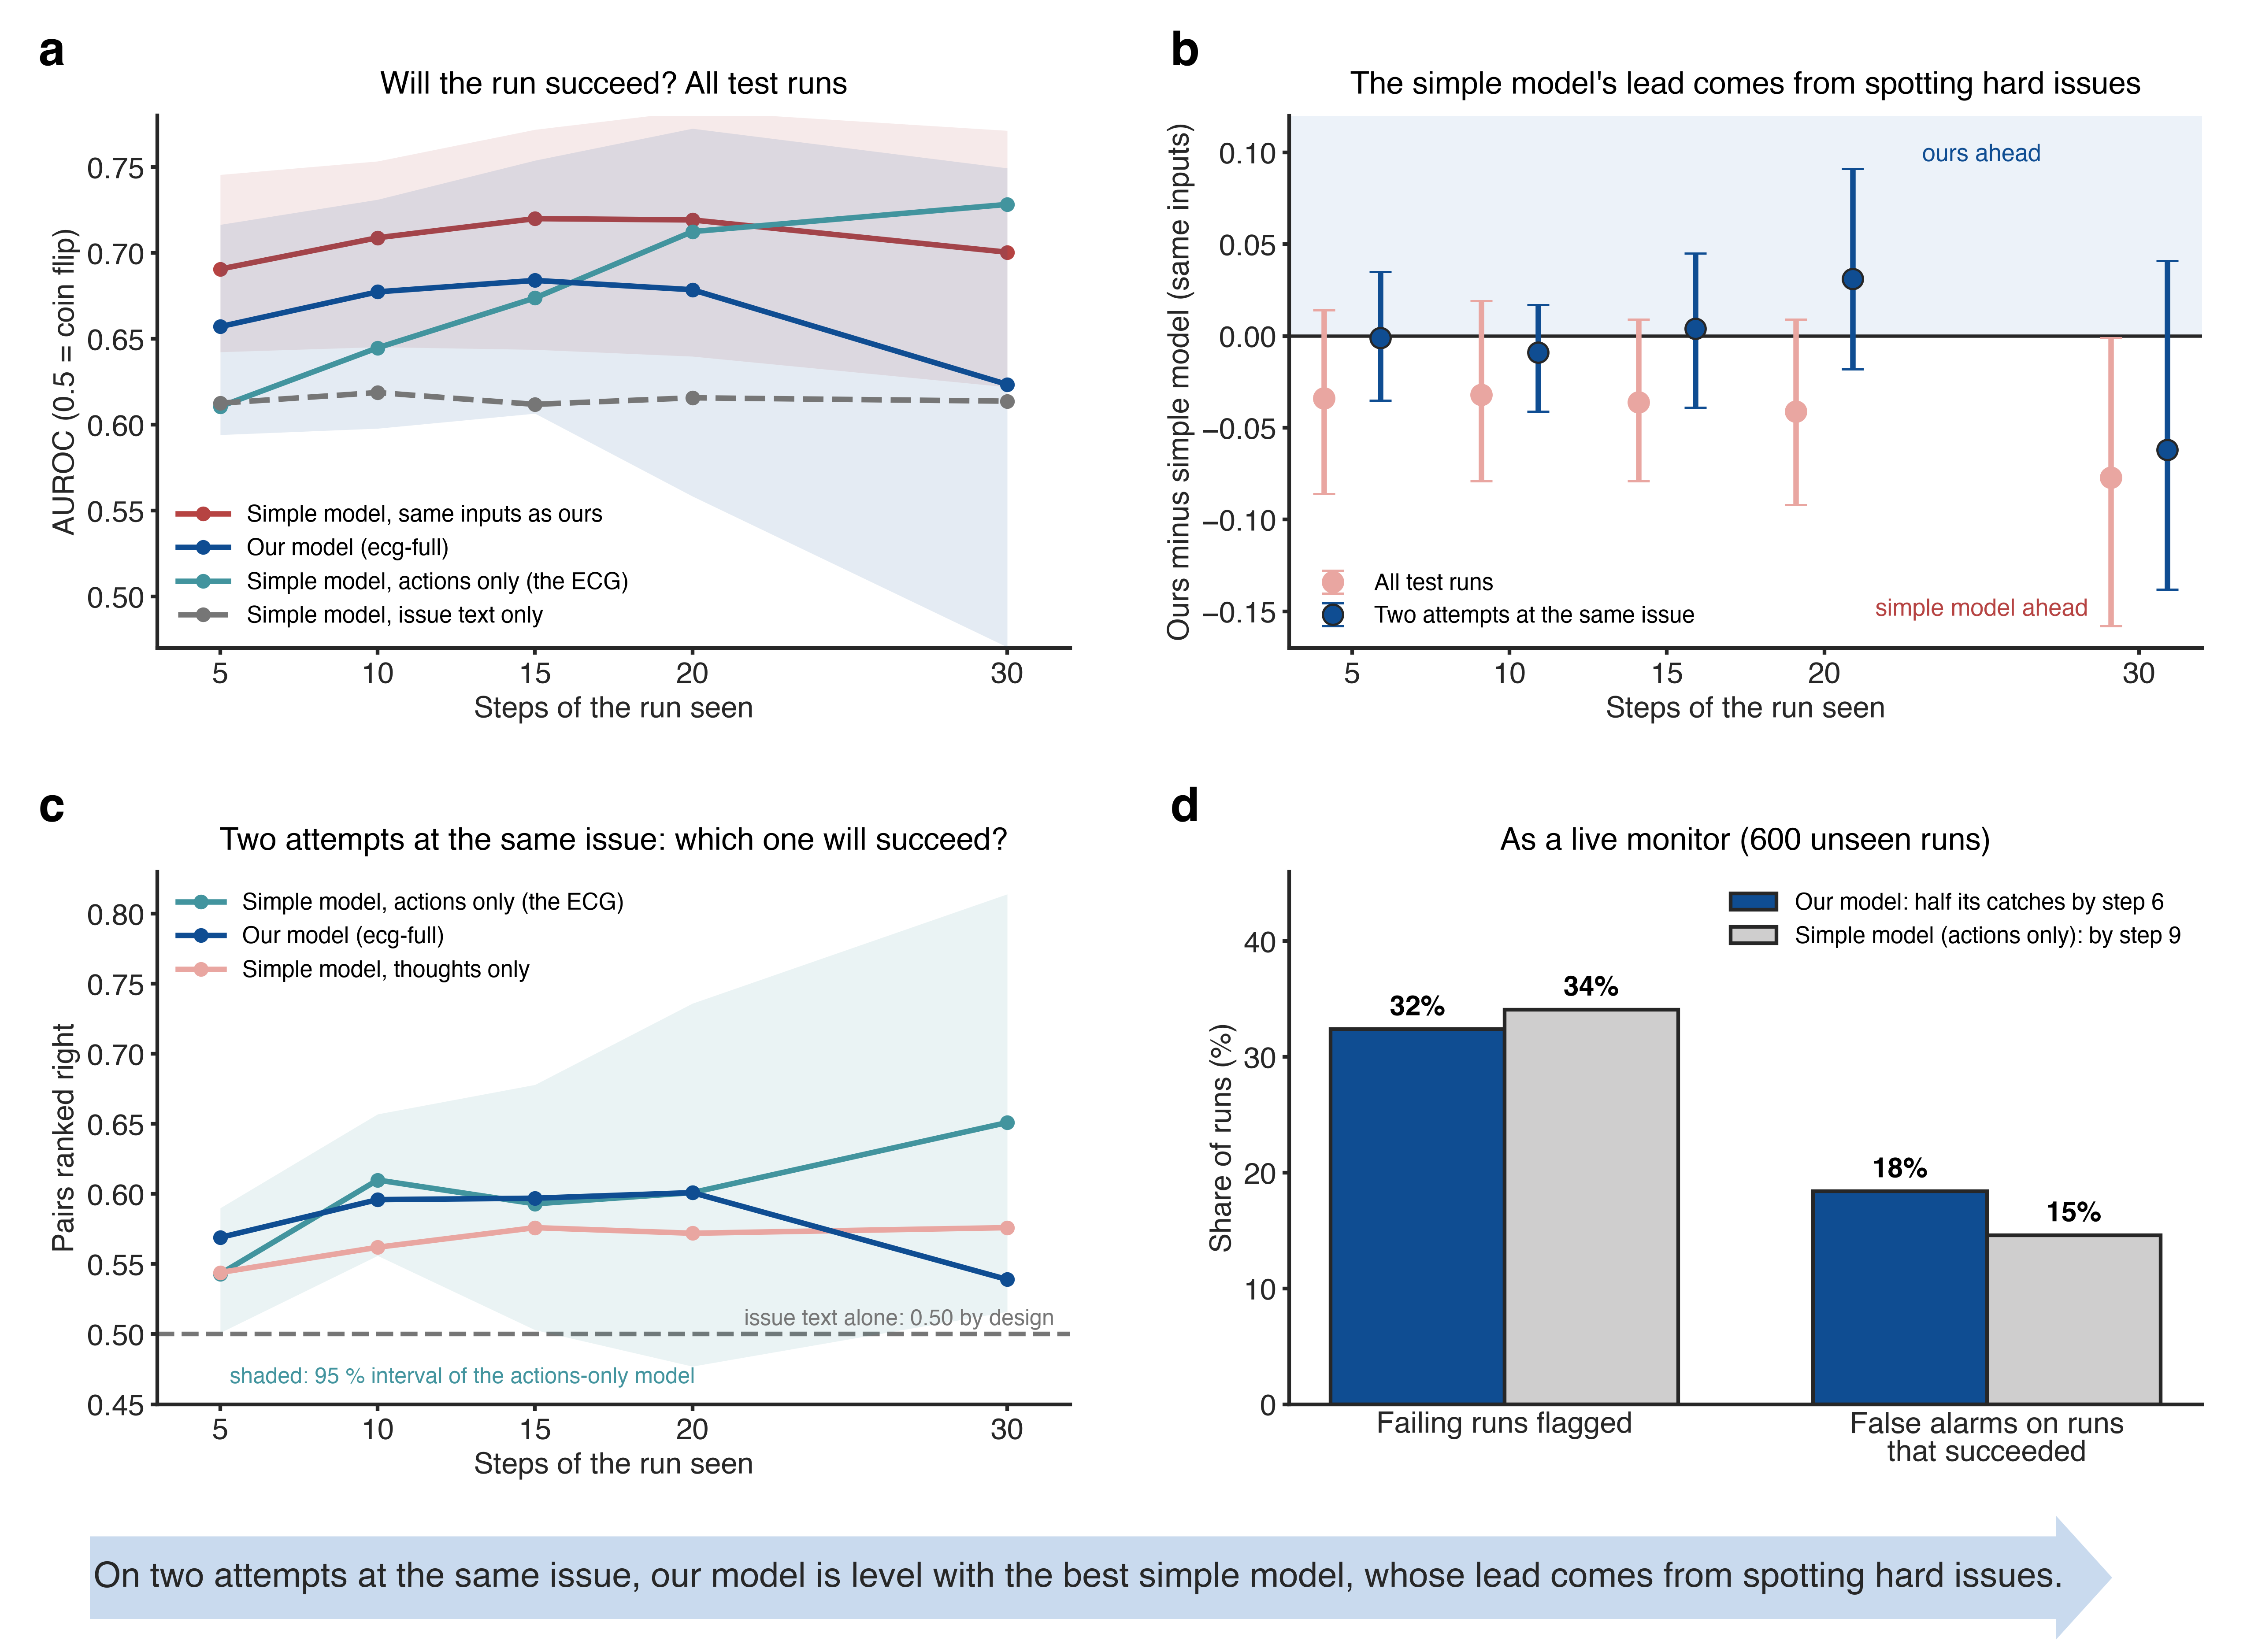 a
Will the run succeed? All test runs
AUROC (0.5 = coin flip)
0.75
0.70
0.65
0.60
0.55
0.50
Simple model, same inputs as ours
Our model (ecg-full)
Simple model, actions only (the ECG)
Simple model, issue text only
5 10 15 20 30
Steps of the run seen
b
The simple model's lead comes from spotting hard issues
Ours minus simple model (same inputs)
0.10
0.05
0.00
−0.05
−0.10
−0.15
ours ahead
All test runs
Two attempts at the same issue
simple model ahead
5 10 15 20 30
Steps of the run seen
c
Two attempts at the same issue: which one will succeed?
Pairs ranked right
0.80
0.75
0.70
0.65
0.60
0.55
0.50
0.45
Simple model, actions only (the ECG)
Our model (ecg-full)
Simple model, thoughts only
issue text alone: 0.50 by design
shaded: 95 % interval of the actions-only model
5 10 15 20 30
Steps of the run seen
d
As a live monitor (600 unseen runs)
Share of runs (%)
40
30
20
10
0
Our model: half its catches by step 6
Simple model (actions only): by step 9
32%
34%
18%
15%
Failing runs flagged
False alarms on runs
that succeeded
On two attempts at the same issue, our model is level with the best simple model, whose lead comes from spotting hard issues.